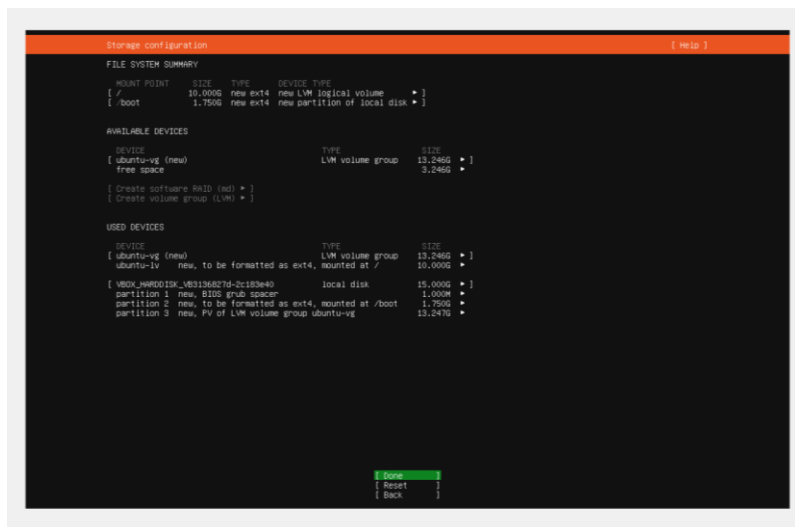 Storage configuration [ Help ]
FILE SYSTEM SUMMARY
MOUNT POINT SIZE TYPE DEVICE TYPE
[ / 10.000G new ext4 new LVM logical volume ▸ ]
[ /boot 1.750G new ext4 new partition of local disk ▸ ]
AVAILABLE DEVICES
DEVICE TYPE SIZE
[ ubuntu-vg (new) LVM volume group 13.246G ▸ ]
free space 3.246G ▸
[ Create software RAID (md) ▸ ]
[ Create volume group (LVM) ▸ ]
USED DEVICES
DEVICE TYPE SIZE
[ ubuntu-vg (new) LVM volume group 13.246G ▸ ]
ubuntu-lv new, to be formatted as ext4, mounted at / 10.000G ▸
[ VBOX_HARDDISK_VB3136827d-2c183e40 local disk 15.000G ▸ ]
partition 1 new, BIOS grub spacer 1.000M ▸
partition 2 new, to be formatted as ext4, mounted at /boot 1.750G ▸
partition 3 new, PV of LVM volume group ubuntu-vg 13.247G ▸
[ Done ]
[ Reset ]
[ Back ]